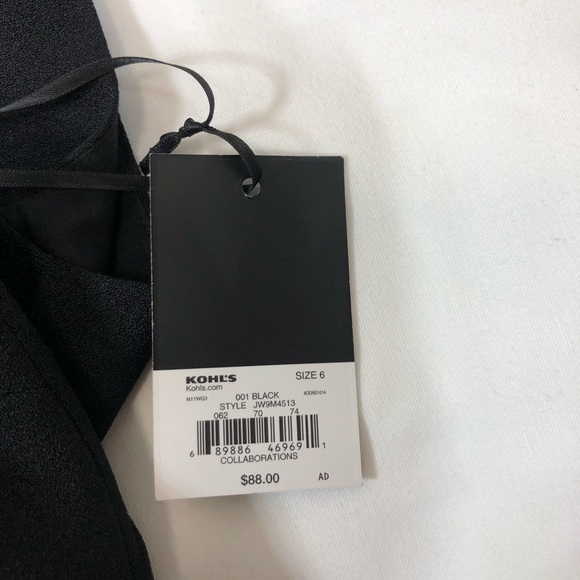 KOHL'S SIZE 6
Kohls.com
N11WG1 001 BLACK ADDNS1014
STYLE JW9M4513
062 70 74
6 89886 46969 1
COLLABORATIONS
$88.00 AD